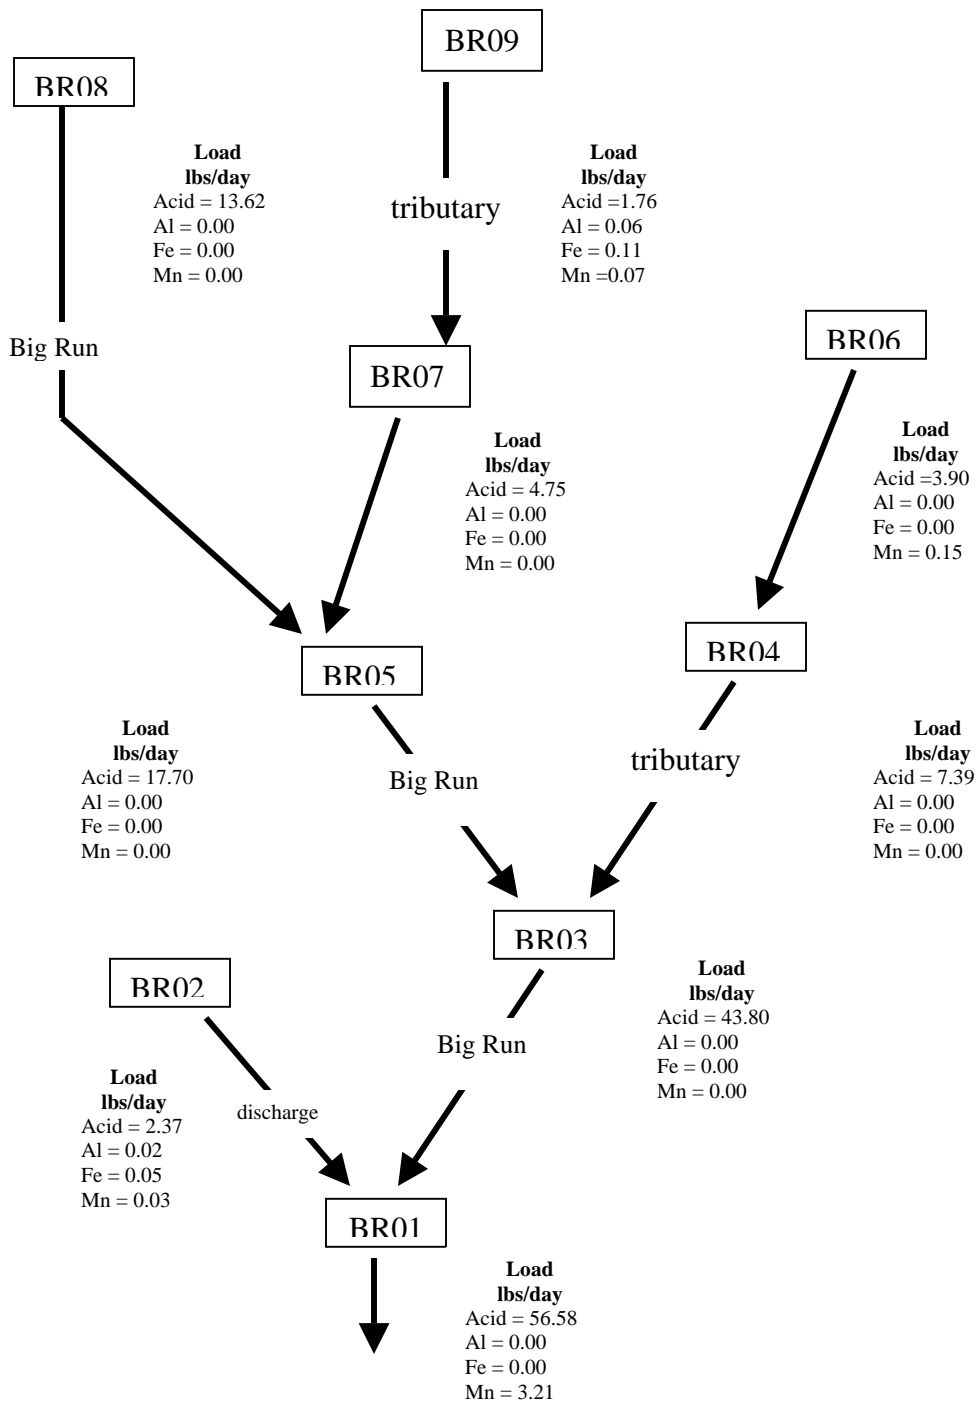 BR09
BR08
Load
lbs/day
Acid = 13.62
Al = 0.00
Fe = 0.00
Mn = 0.00
tributary
Load
lbs/day
Acid =1.76
Al = 0.06
Fe = 0.11
Mn =0.07
Big Run
BR07
BR06
Load
lbs/day
Acid = 4.75
Al = 0.00
Fe = 0.00
Mn = 0.00
Load
lbs/day
Acid =3.90
Al = 0.00
Fe = 0.00
Mn = 0.15
BR05
BR04
Load
lbs/day
Acid = 17.70
Al = 0.00
Fe = 0.00
Mn = 0.00
Big Run
tributary
Load
lbs/day
Acid = 7.39
Al = 0.00
Fe = 0.00
Mn = 0.00
BR03
BR02
Load
lbs/day
Acid = 43.80
Al = 0.00
Fe = 0.00
Mn = 0.00
Big Run
Load
lbs/day
Acid = 2.37
Al = 0.02
Fe = 0.05
Mn = 0.03
discharge
BR01
Load
lbs/day
Acid = 56.58
Al = 0.00
Fe = 0.00
Mn = 3.21